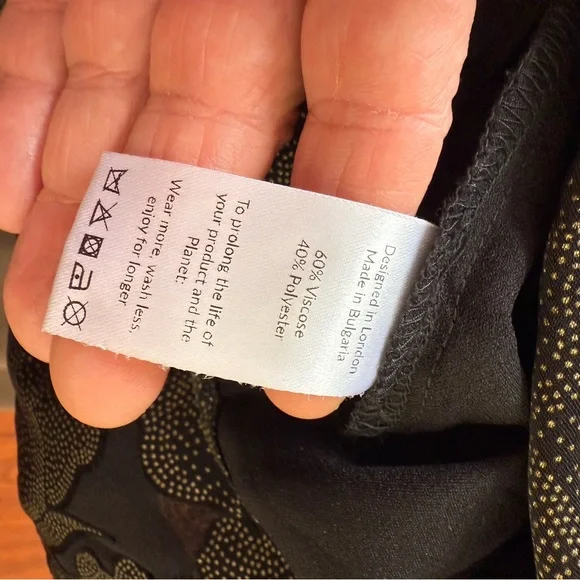 Designed in London
Made in Bulgaria
60% Viscose
40% Polyester
To prolong the life of
your product and the
Planet:
Wear more, wash less,
enjoy for longer